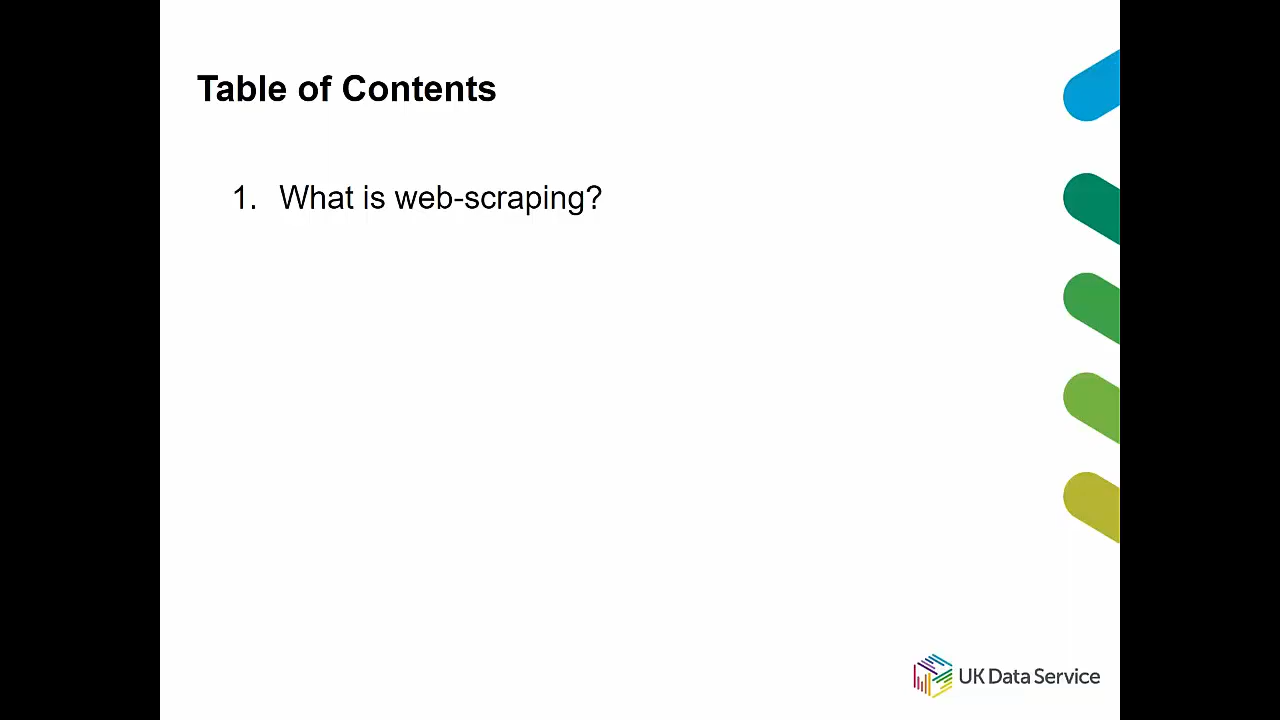 Table of Contents
1. What is web-scraping?
UK Data Service